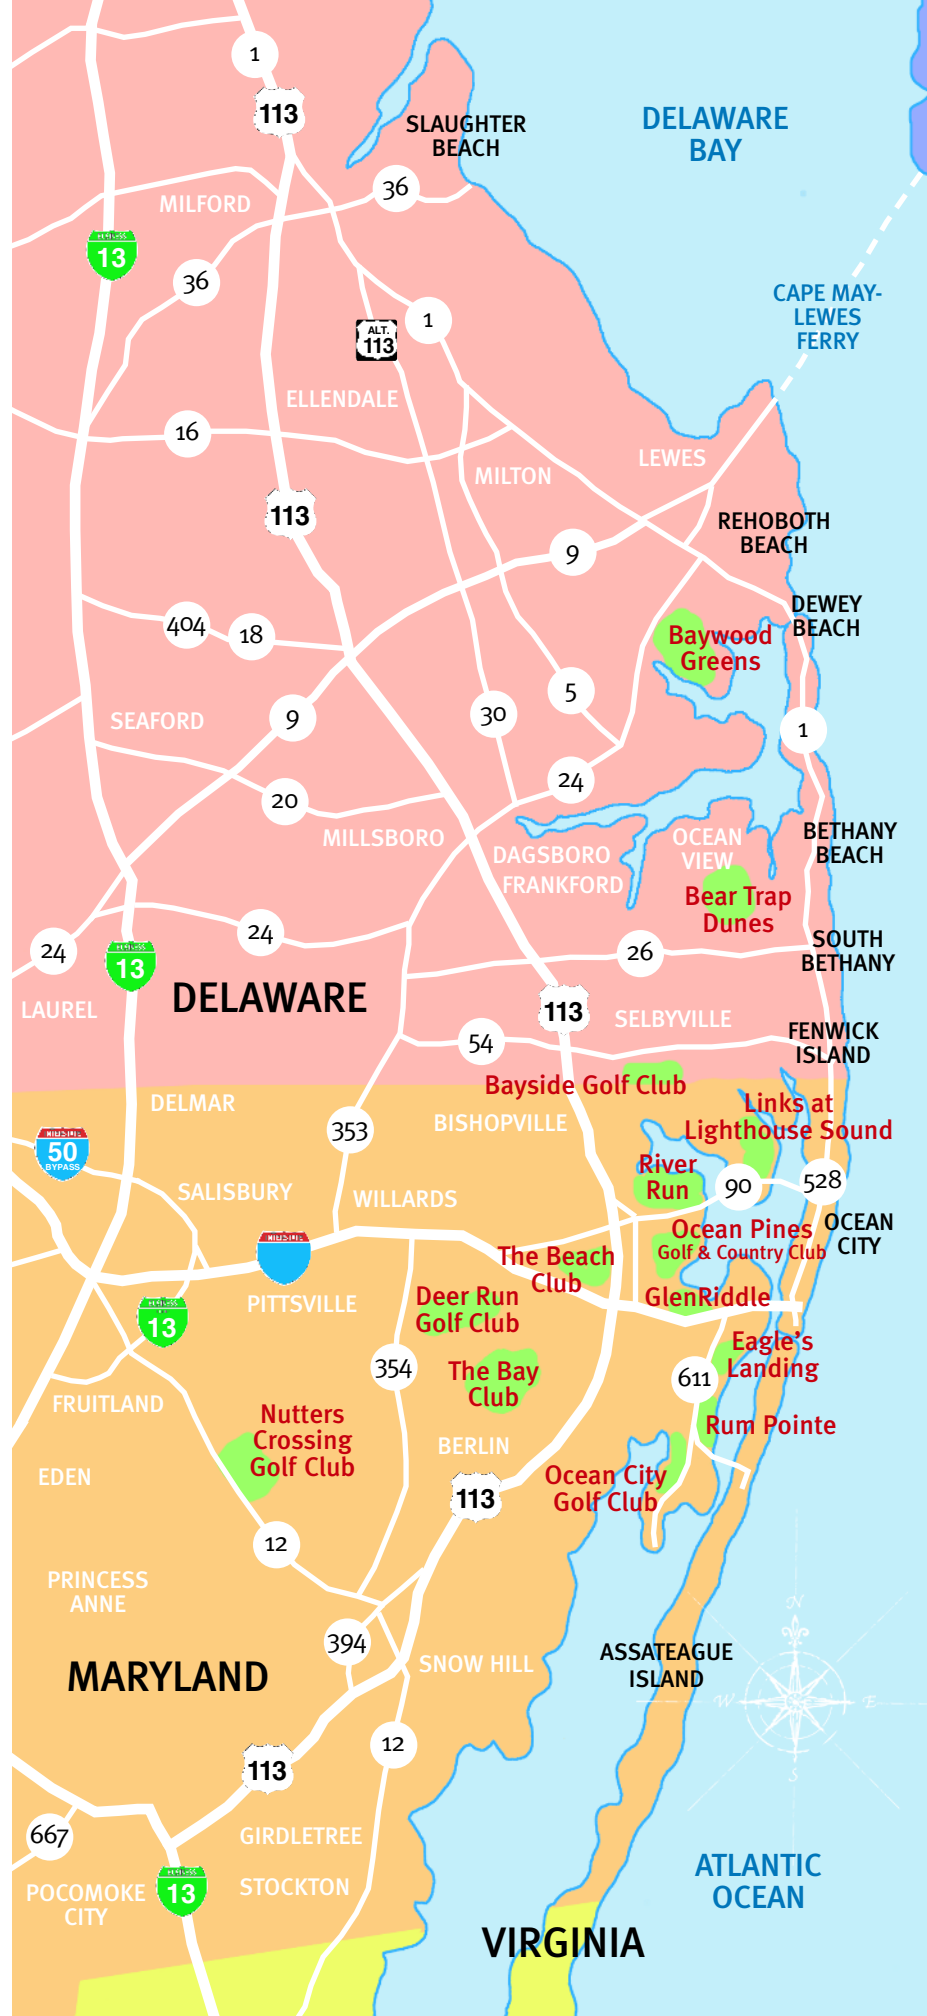 1
113
SLAUGHTER
BEACH
DELAWARE
BAY
36
MILFORD
13
36
CAPE MAY-
LEWES
FERRY
1
ALT.
113
ELLENDALE
16
LEWES
MILTON
113
REHOBOTH
BEACH
9
DEWEY
BEACH
404
18
Baywood
Greens
5
30
9
SEAFORD
1
24
20
MILLSBORO
OCEAN
VIEW
BETHANY
BEACH
DAGSBORO
FRANKFORD
Bear Trap
Dunes
24
24
26
SOUTH
BETHANY
13
DELAWARE
LAUREL
113
SELBYVILLE
FENWICK
ISLAND
54
Bayside Golf Club
DELMAR
Links at
Lighthouse Sound
353
BISHOPVILLE
50
BYPASS
River
Run
90
528
SALISBURY
WILLARDS
Ocean Pines
Golf & Country Club
OCEAN
CITY
The Beach
Club
PITTSVILLE
Deer Run
Golf Club
GlenRiddle
13
Eagle's
Landing
354
The Bay
Club
611
FRUITLAND
Nutters
Crossing
Golf Club
Rum Pointe
BERLIN
EDEN
Ocean City
Golf Club
113
12
PRINCESS
ANNE
N
394
MARYLAND
SNOW HILL
ASSATEAGUE
ISLAND
W
E
12
113
S
667
GIRDLETREE
STOCKTON
POCOMOKE
CITY
13
ATLANTIC
OCEAN
VIRGINIA